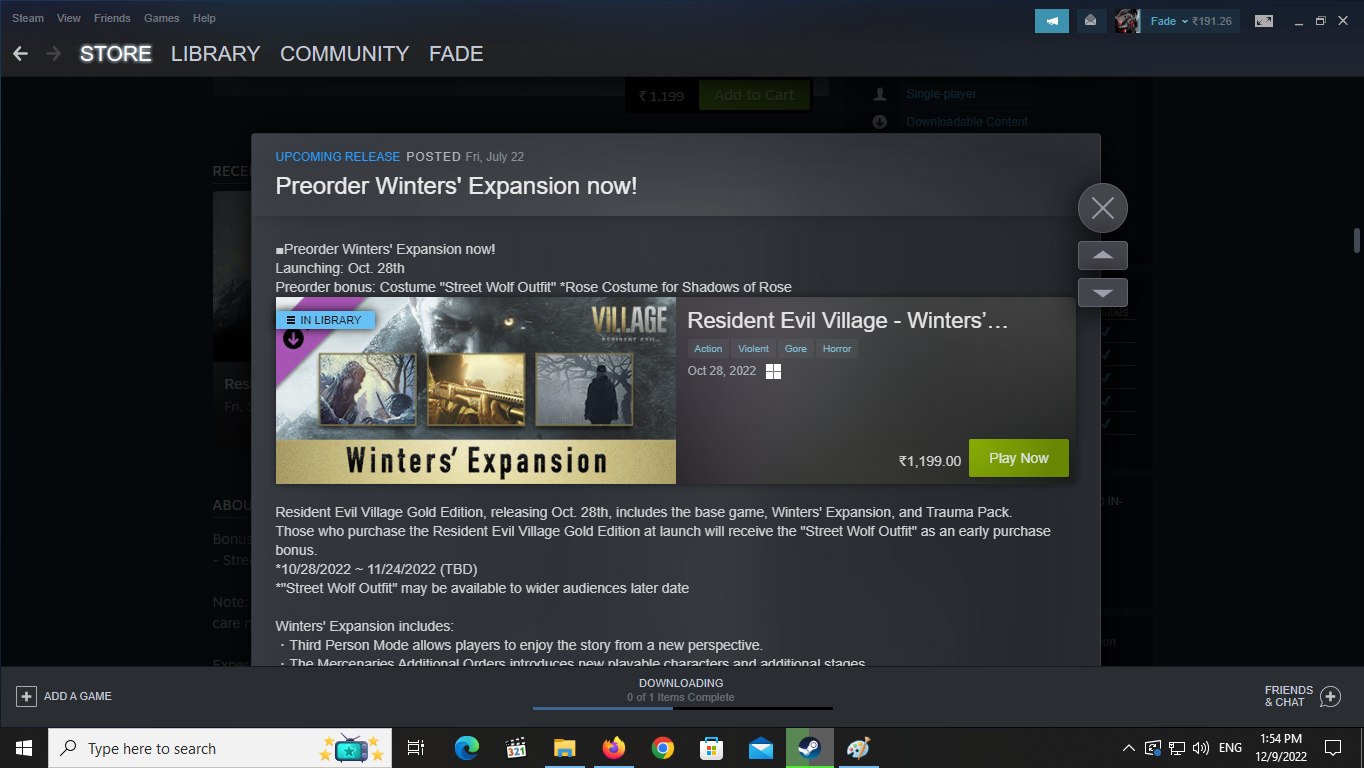 Steam View Friends Games Help
Fade ₹191.26
STORE LIBRARY COMMUNITY FADE
₹ 1,199 Add to Cart
Single-player
Downloadable Content
RECE
UPCOMING RELEASE POSTED Fri, July 22
Preorder Winters' Expansion now!
■Preorder Winters' Expansion now!
Launching: Oct. 28th
Preorder bonus: Costume "Street Wolf Outfit" *Rose Costume for Shadows of Rose
IN LIBRARY
VILLAGE
RESIDENT EVIL
Winters' Expansion
Resident Evil Village - Winters’…
Action Violent Gore Horror
Oct 28, 2022
₹1,199.00 Play Now
Res
Fri, S
Resident Evil Village Gold Edition, releasing Oct. 28th, includes the base game, Winters' Expansion, and Trauma Pack.
Those who purchase the Resident Evil Village Gold Edition at launch will receive the "Street Wolf Outfit" as an early purchase
bonus.
*10/28/2022 ~ 11/24/2022 (TBD)
*"Street Wolf Outfit" may be available to wider audiences later date
Winters' Expansion includes:
・Third Person Mode allows players to enjoy the story from a new perspective.
・The Mercenaries Additional Orders introduces new playable characters and additional stages
ABOU
Bonus
- Stree
Note:
care n
ADD A GAME
DOWNLOADING
0 of 1 Items Complete
FRIENDS
& CHAT
Type here to search
321
ENG
1:54 PM
12/9/2022